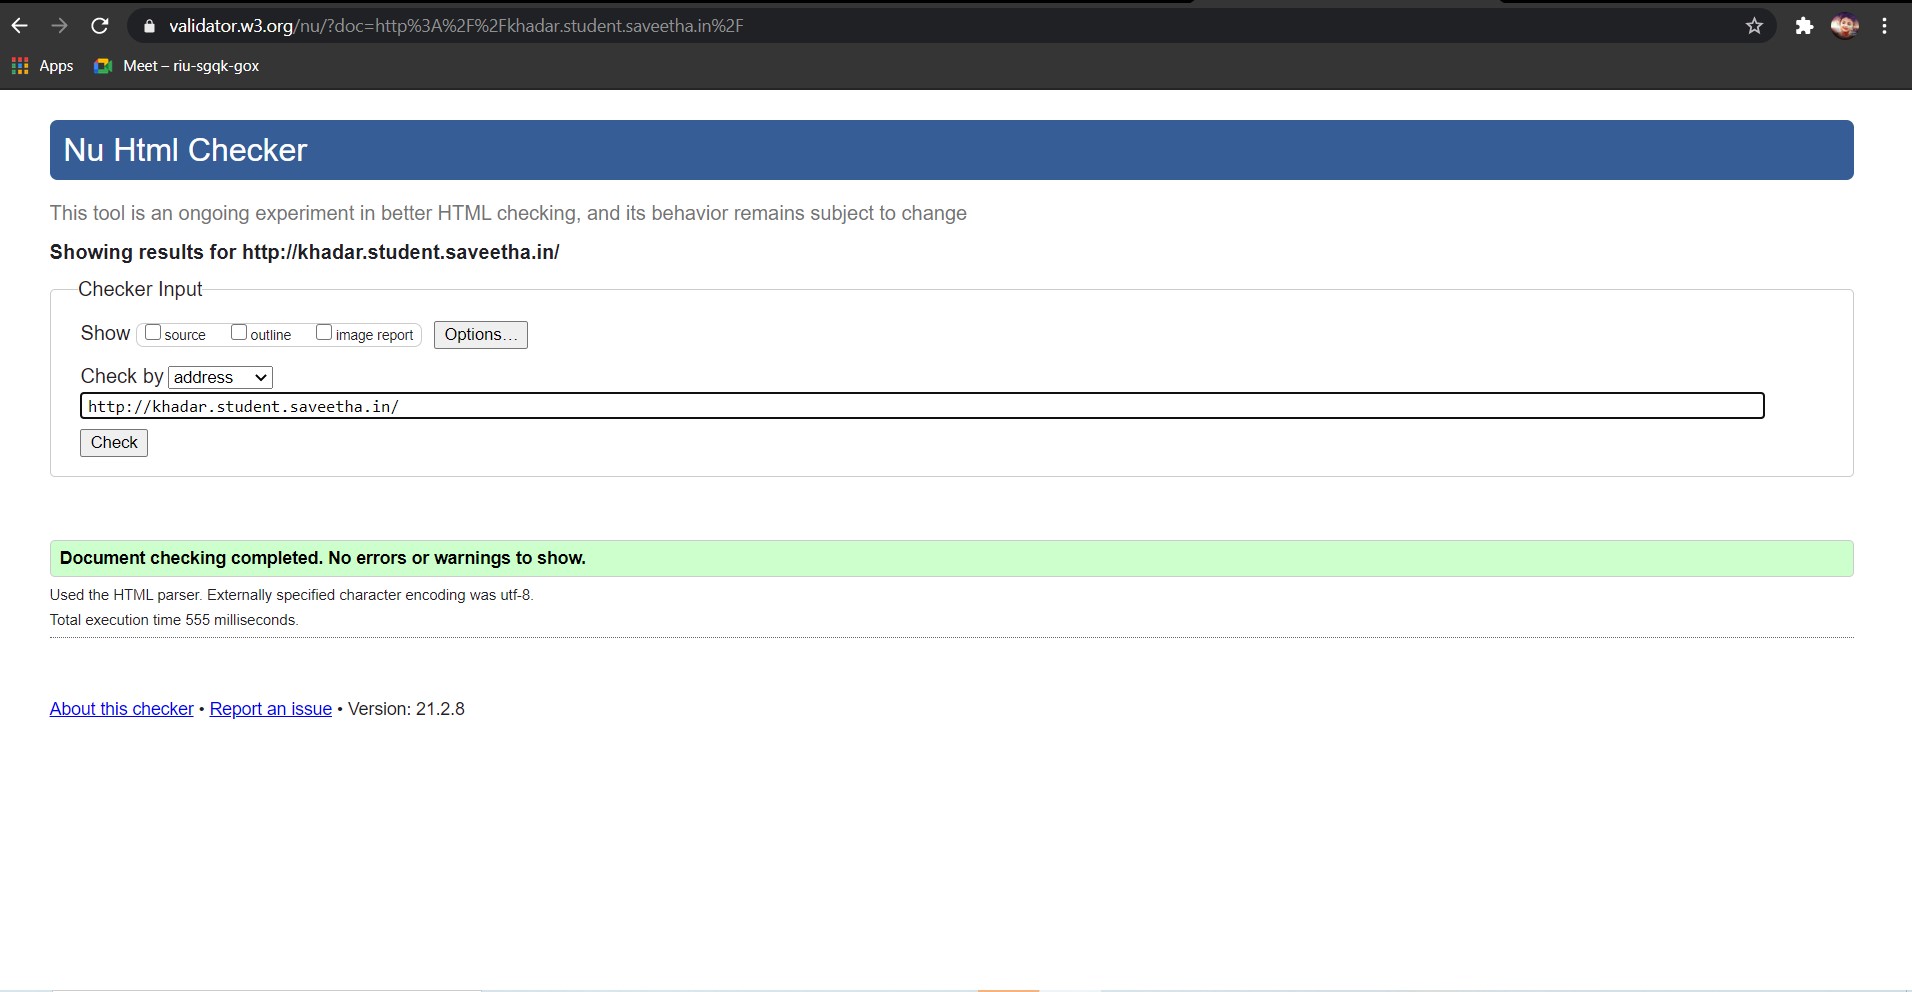 validator.w3.org/nu/?doc=http%3A%2F%2Fkhadar.student.saveetha.in%2F
Apps Meet – riu-sgqk-gox
Nu Html Checker
This tool is an ongoing experiment in better HTML checking, and its behavior remains subject to change
Showing results for http://khadar.student.saveetha.in/
Checker Input
Show source outline image report Options...
Check by address
http://khadar.student.saveetha.in/
Check
Document checking completed. No errors or warnings to show.
Used the HTML parser. Externally specified character encoding was utf-8.
Total execution time 555 milliseconds.
About this checker • Report an issue • Version: 21.2.8